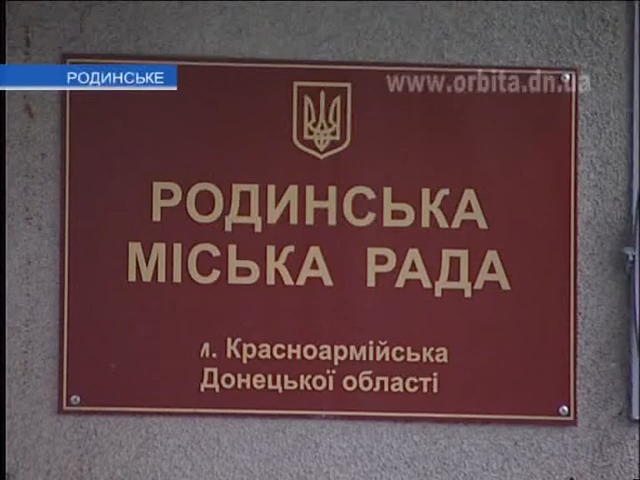 РОДИНСЬКЕ
www.orbita.dn.ua
РОДИНСЬКА
МІСЬКА РАДА
м. Красноармійська
Донецької області